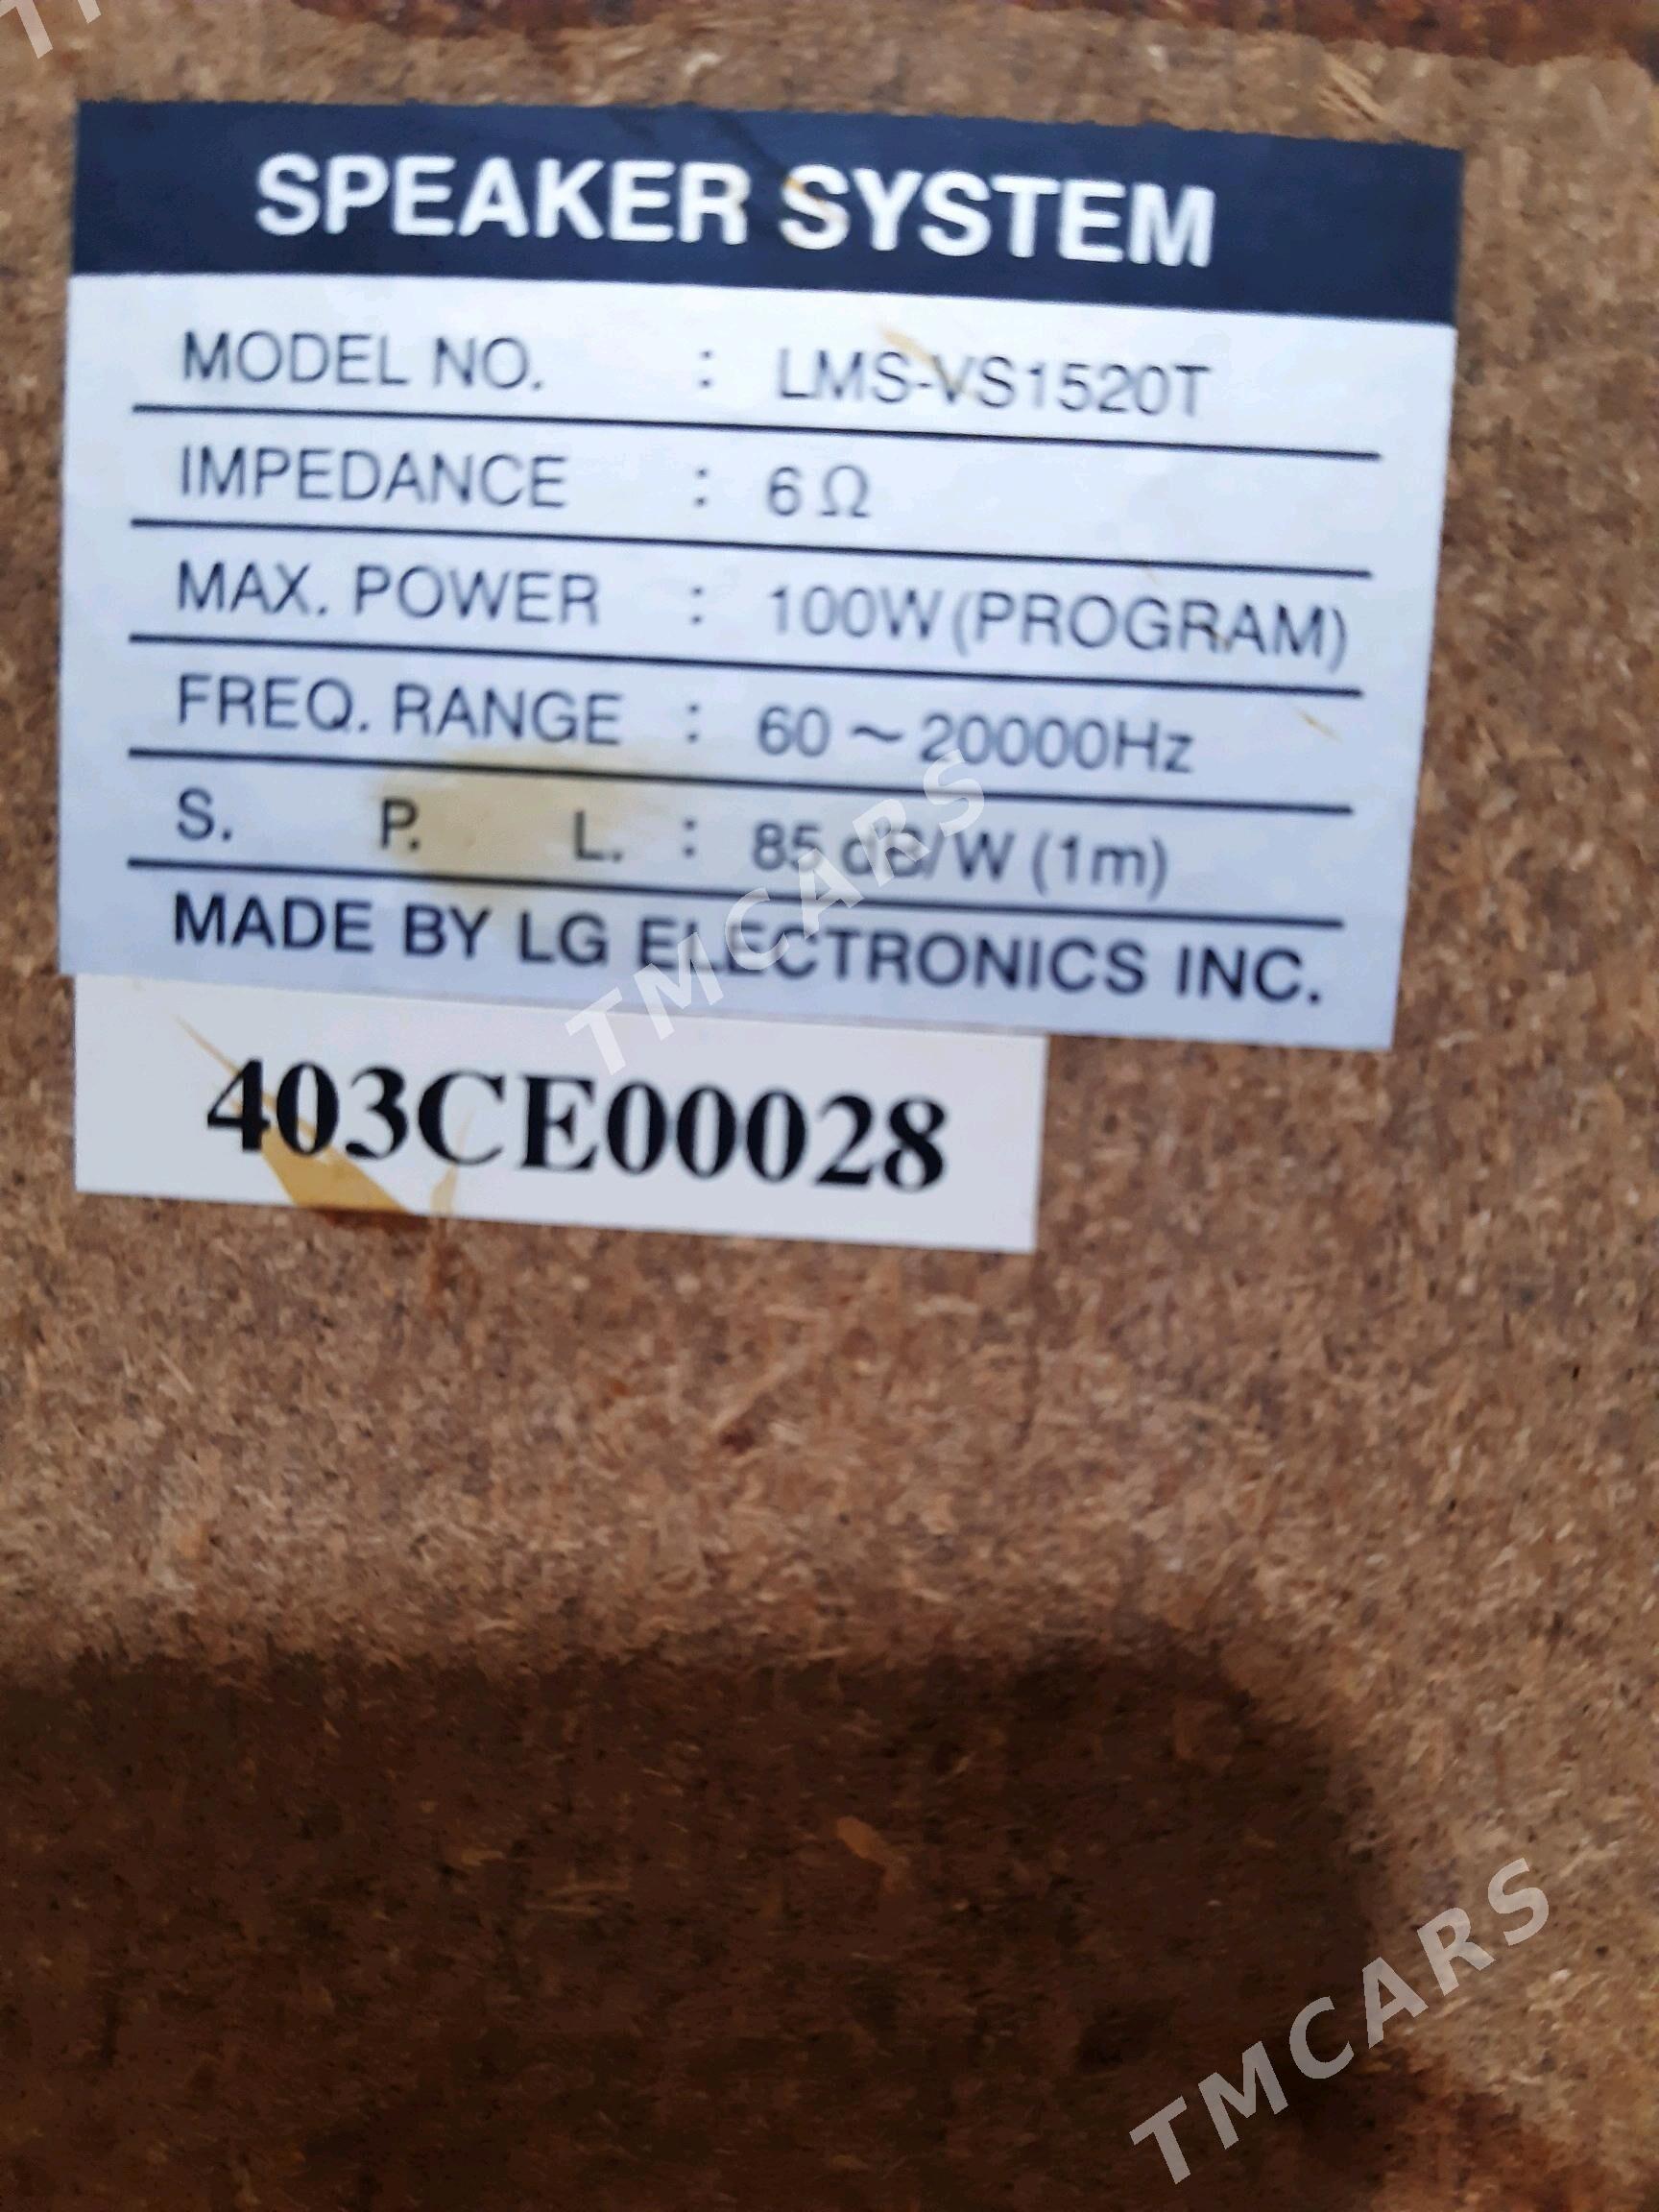 SPEAKER SYSTEM
MODEL NO. : LMS-VS1520T
IMPEDANCE : 6Ω
MAX. POWER : 100W (PROGRAM)
FREQ. RANGE : 60 ~ 20000Hz
S. P. L. : 85 dB/W (1m)
MADE BY LG ELECTRONICS INC.
403CE00028
TMCARS
TMCARS